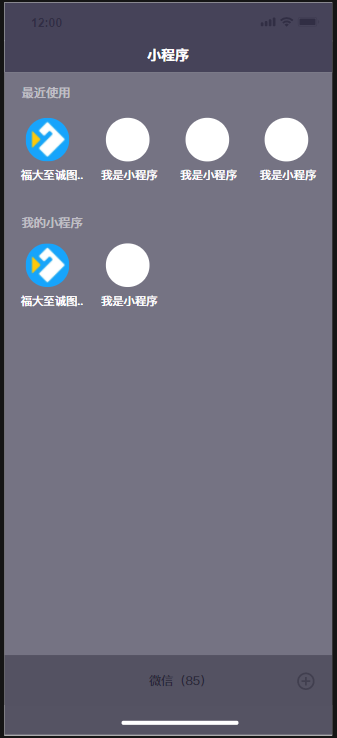 12:00
小程序
最近使用
福大至诚图.. 我是小程序 我是小程序 我是小程序
我的小程序
福大至诚图.. 我是小程序
微信（85）